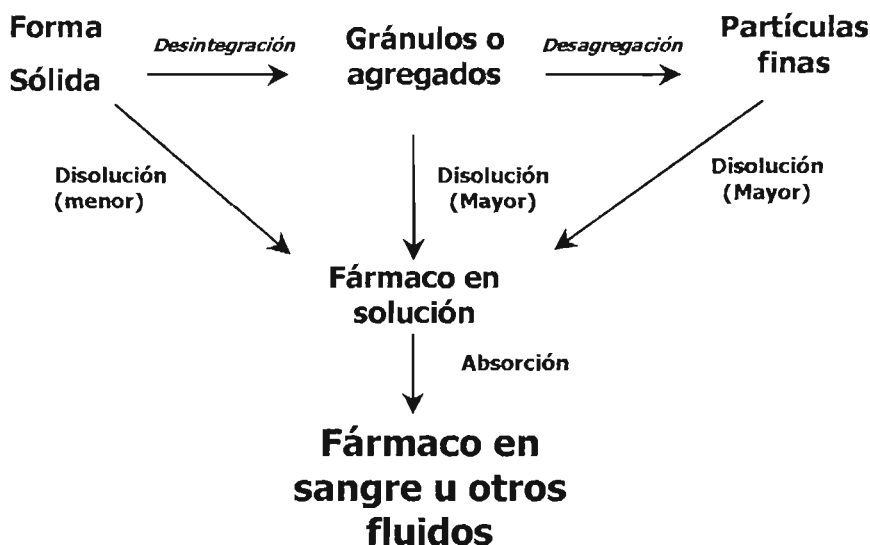 Forma
Sólida
Desintegración
Gránulos o
agregados
Desagregación
Partículas
finas
Disolución
(menor)
Disolución
(Mayor)
Disolución
(Mayor)
Fármaco en
solución
Absorción
Fármaco en
sangre u otros
fluidos